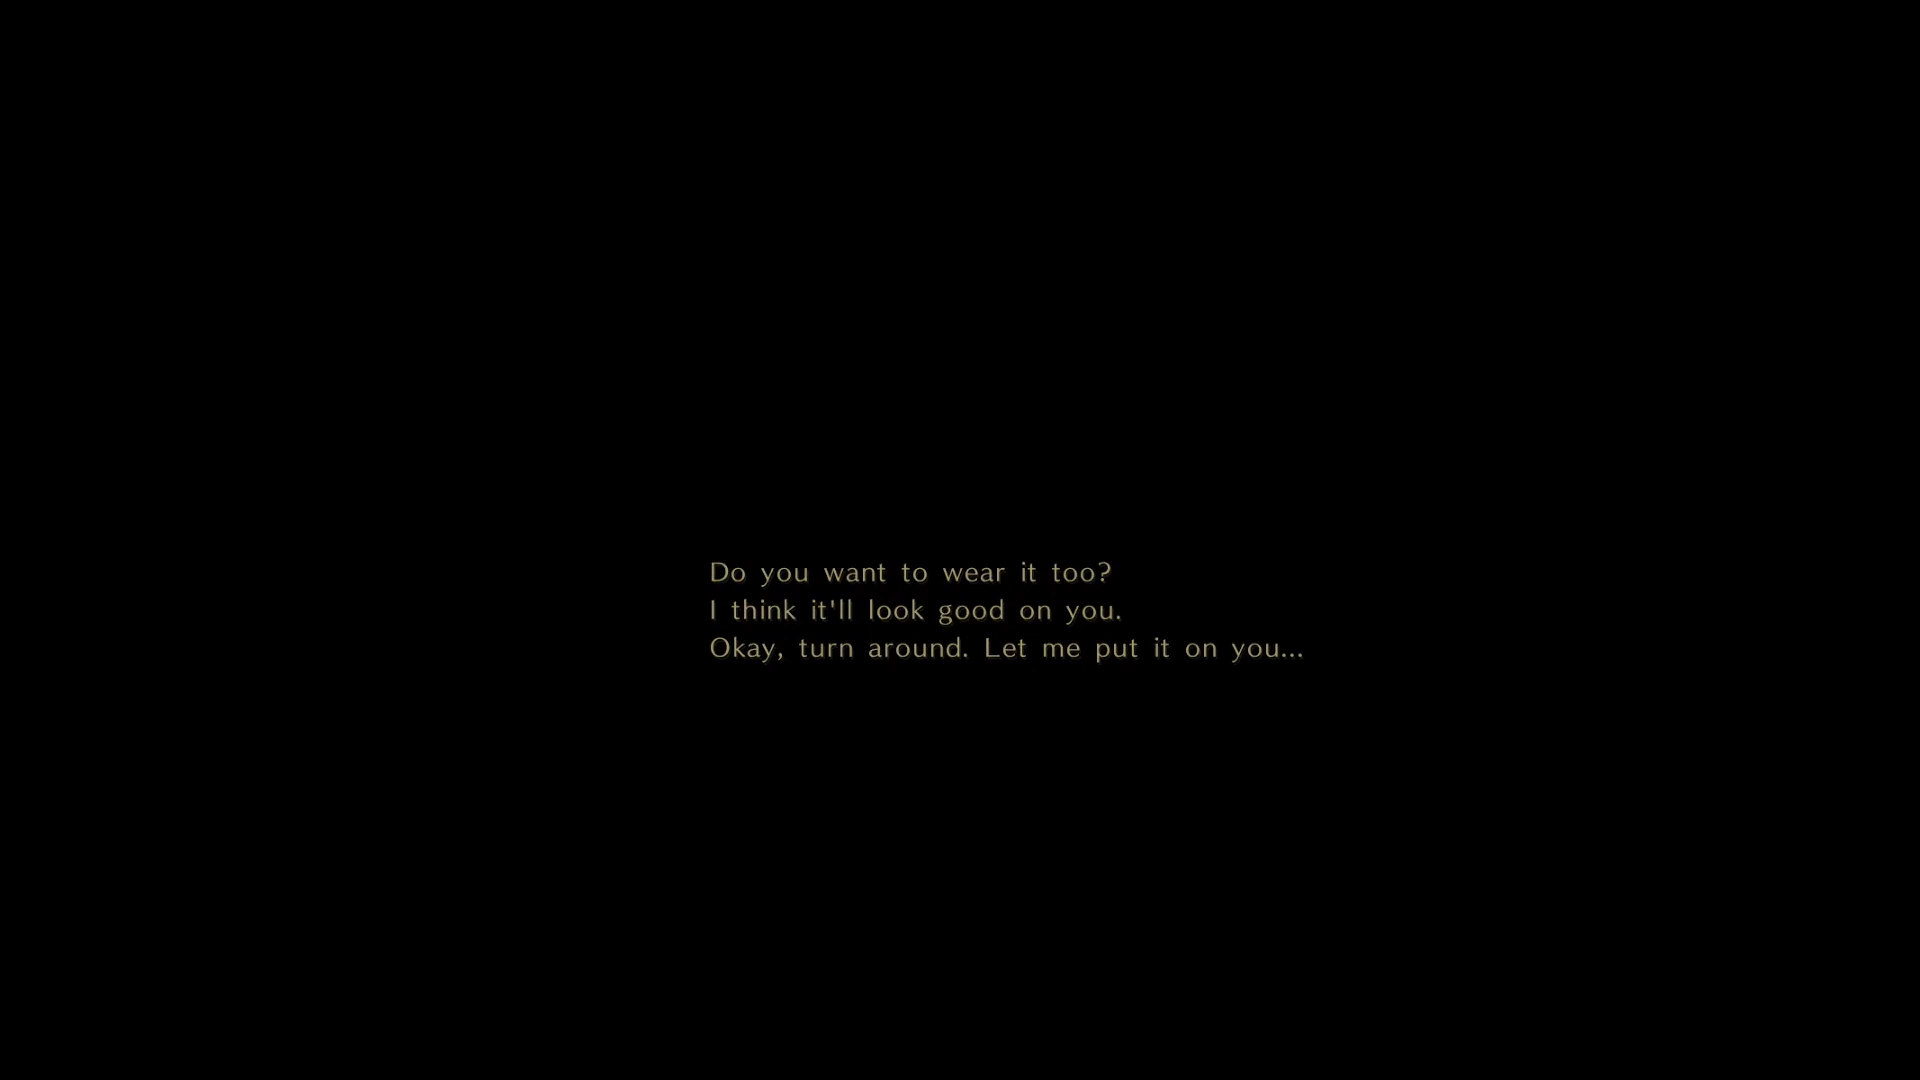 Do you want to wear it too?
I think it'll look good on you.
Okay, turn around. Let me put it on you...